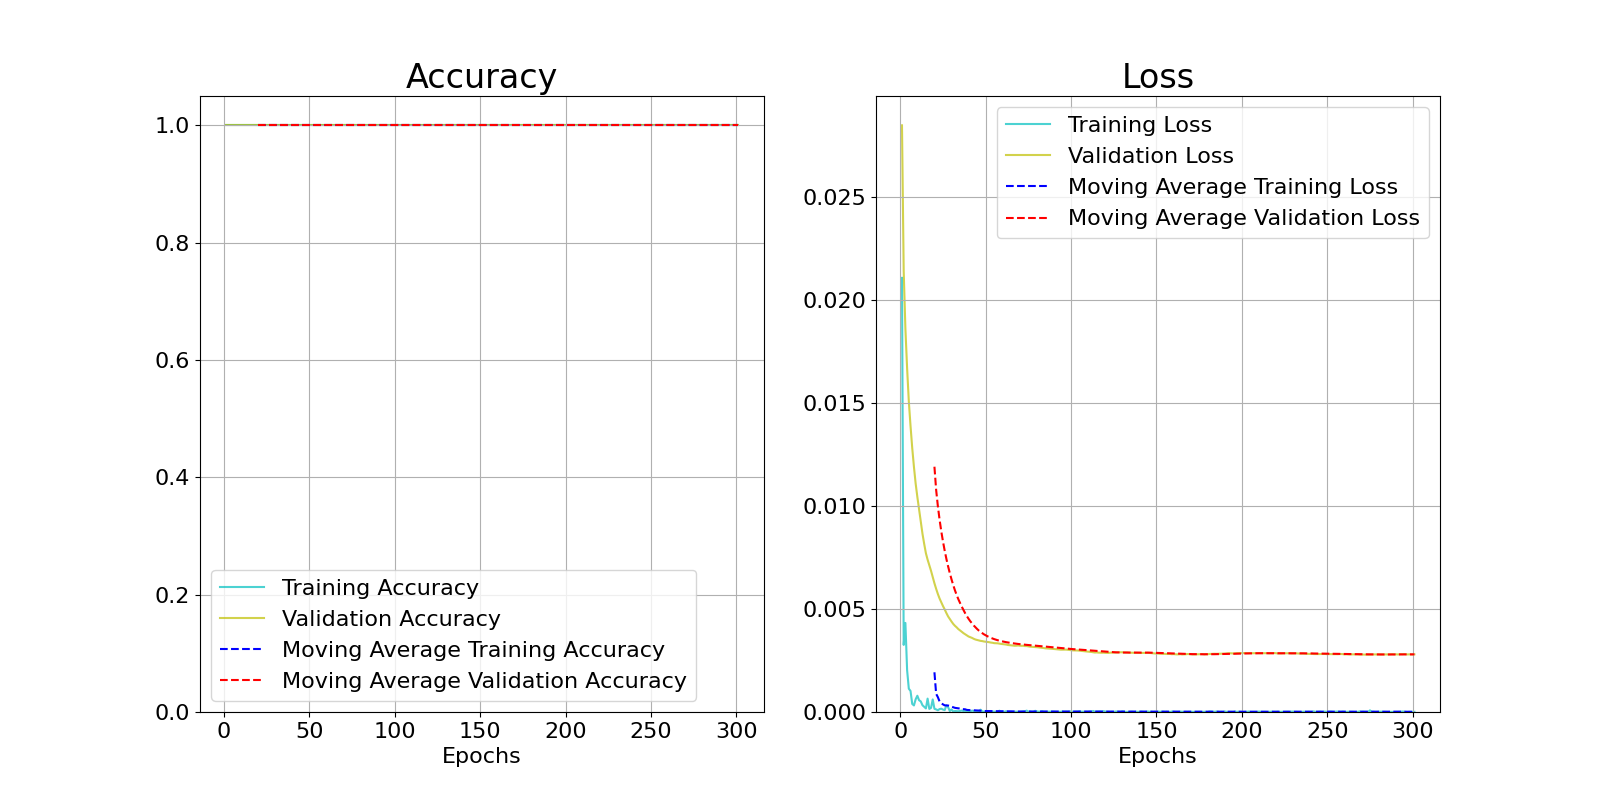 Accuracy
1.0
0.8
0.6
0.4
0.2
0.0
Training Accuracy
Validation Accuracy
Moving Average Training Accuracy
Moving Average Validation Accuracy
0 50 100 150 200 250 300
Epochs
Loss
Training Loss
Validation Loss
Moving Average Training Loss
Moving Average Validation Loss
0.025
0.020
0.015
0.010
0.005
0.000
0 50 100 150 200 250 300
Epochs